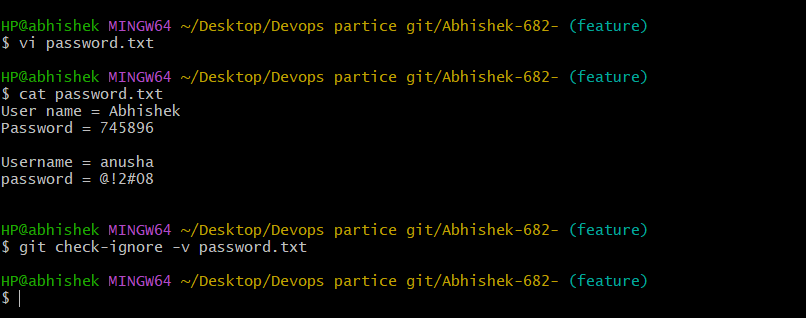 HP@abhishek MINGW64 ~/Desktop/Devops partice git/Abhishek-682- (feature)
$ vi password.txt
HP@abhishek MINGW64 ~/Desktop/Devops partice git/Abhishek-682- (feature)
$ cat password.txt
User name = Abhishek
Password = 745896
Username = anusha
password = @!2#O8
HP@abhishek MINGW64 ~/Desktop/Devops partice git/Abhishek-682- (feature)
$ git check-ignore -v password.txt
HP@abhishek MINGW64 ~/Desktop/Devops partice git/Abhishek-682- (feature)
$